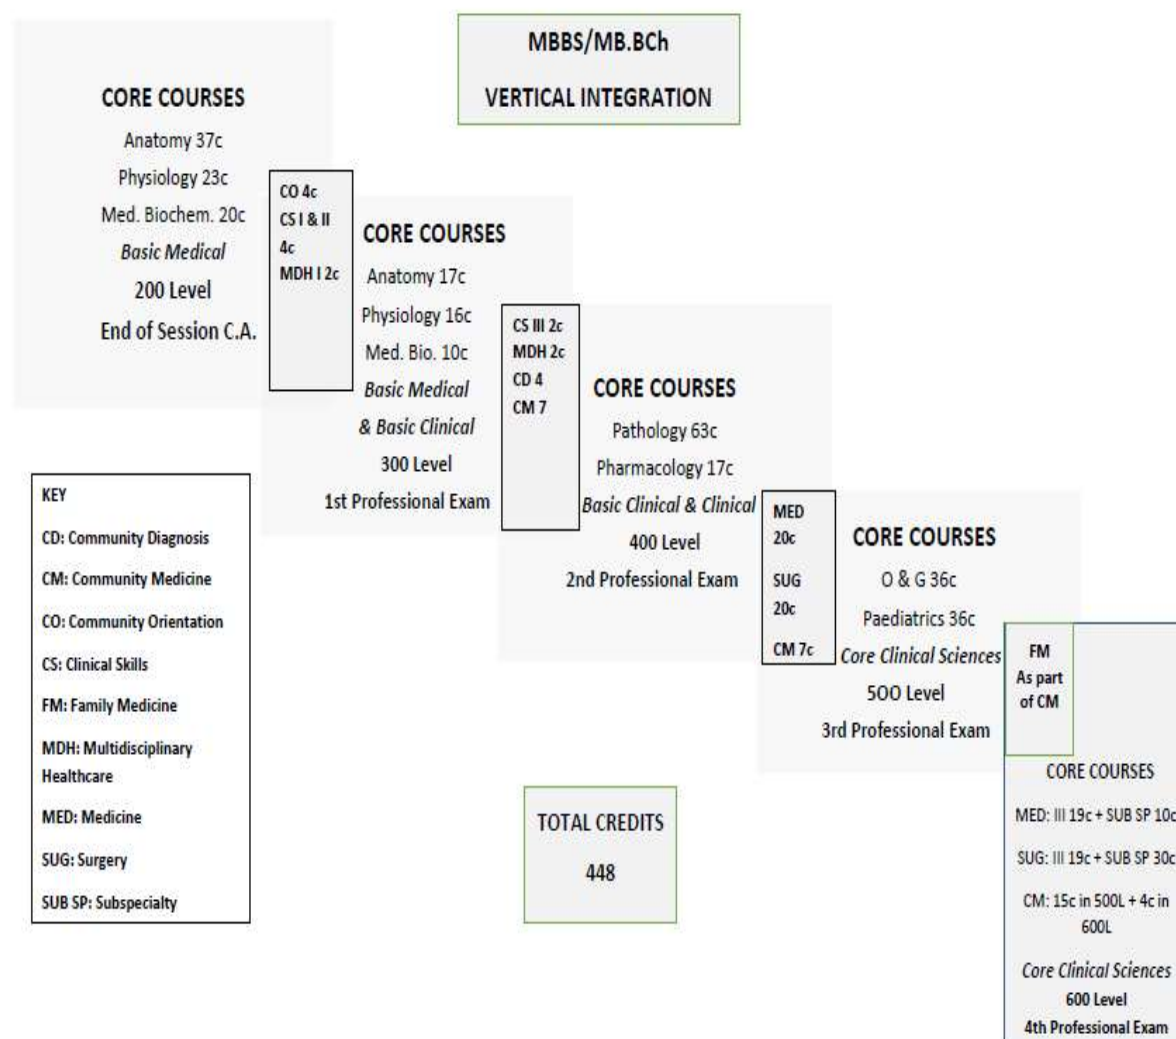 MBBS/MB.BCh
VERTICAL INTEGRATION
CORE COURSES
Anatomy 37c
Physiology 23c
Med. Biochem. 20c
Basic Medical
200 Level
End of Session C.A.
CO 4c
CS I & II
4c
MDH I 2c
CORE COURSES
Anatomy 17c
Physiology 16c
Med. Bio. 10c
Basic Medical
& Basic Clinical
300 Level
1st Professional Exam
CS III 2c
MDH 2c
CD 4
CM 7
CORE COURSES
Pathology 63c
Pharmacology 17c
Basic Clinical & Clinical
400 Level
2nd Professional Exam
MED
20c
SUG
20c
CM 7c
CORE COURSES
O & G 36c
Paediatrics 36c
Core Clinical Sciences
5OO Level
3rd Professional Exam
FM
As part
of CM
CORE COURSES
MED: III 19c + SUB SP 10c
SUG: III 19c + SUB SP 30c
CM: 15c in 500L + 4c in
600L
Core Clinical Sciences
600 Level
4th Professional Exam
KEY
CD: Community Diagnosis
CM: Community Medicine
CO: Community Orientation
CS: Clinical Skills
FM: Family Medicine
MDH: Multidisciplinary
Healthcare
MED: Medicine
SUG: Surgery
SUB SP: Subspecialty
TOTAL CREDITS
448